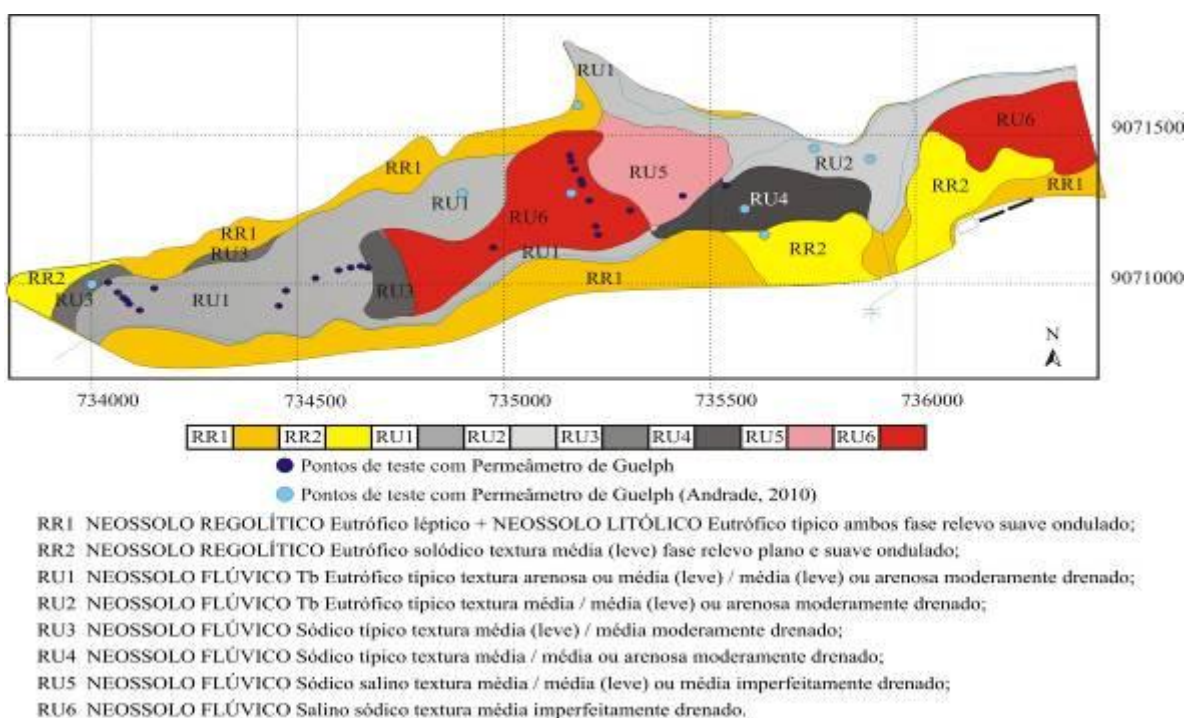 RU1
9071500
RU6
RR1
RU5
RU2
RR2
RR1
RU4
RU1
RU6
RR1
RU3
RU1
RR2
RR1
RR2
RU3
RU1
RU3
9071000
N
734000 734500 735000 735500 736000
RR1 RR2 RU1 RU2 RU3 RU4 RU5 RU6
Pontos de teste com Permeâmetro de Guelph
Pontos de teste com Permeâmetro de Guelph (Andrade, 2010)
RR1 NEOSSOLO REGOLÍTICO Eutrófico léptico + NEOSSOLO LITÓLICO Eutrófico típico ambos fase relevo suave ondulado;
RR2 NEOSSOLO REGOLÍTICO Eutrófico solódico textura média (leve) fase relevo plano e suave ondulado;
RU1 NEOSSOLO FLÚVICO Tb Eutrófico típico textura arenosa ou média (leve) / média (leve) ou arenosa moderamente drenado;
RU2 NEOSSOLO FLÚVICO Tb Eutrófico típico textura média / média (leve) ou arenosa moderamente drenado;
RU3 NEOSSOLO FLÚVICO Sódico típico textura média (leve) / média moderamente drenado;
RU4 NEOSSOLO FLÚVICO Sódico típico textura média / média ou arenosa moderamente drenado;
RU5 NEOSSOLO FLÚVICO Sódico salino textura média / média (leve) ou média imperfeitamente drenado;
RU6 NEOSSOLO FLÚVICO Salino sódico textura média imperfeitamente drenado.